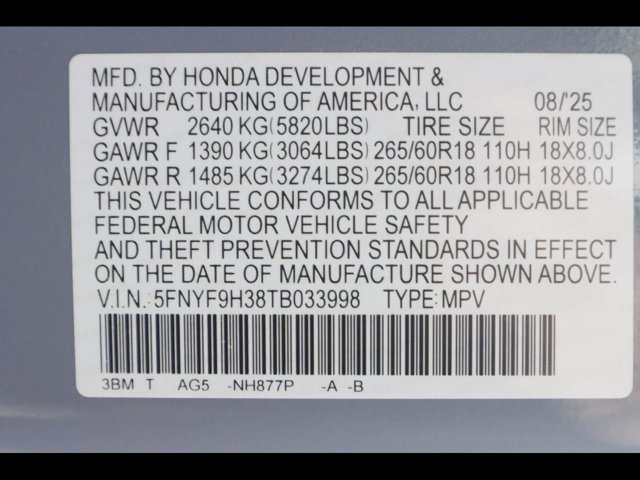 MFD. BY HONDA DEVELOPMENT &
MANUFACTURING OF AMERICA, LLC 08/'25
GVWR 2640 KG(5820LBS) TIRE SIZE RIM SIZE
GAWR F 1390 KG(3064LBS) 265/60R18 110H 18X8.0J
GAWR R 1485 KG(3274LBS) 265/60R18 110H 18X8.0J
THIS VEHICLE CONFORMS TO ALL APPLICABLE
FEDERAL MOTOR VEHICLE SAFETY
AND THEFT PREVENTION STANDARDS IN EFFECT
ON THE DATE OF MANUFACTURE SHOWN ABOVE.
V.I.N.:5FNYF9H38TB033998 TYPE:MPV
3BM T AG5 -NH877P -A -B